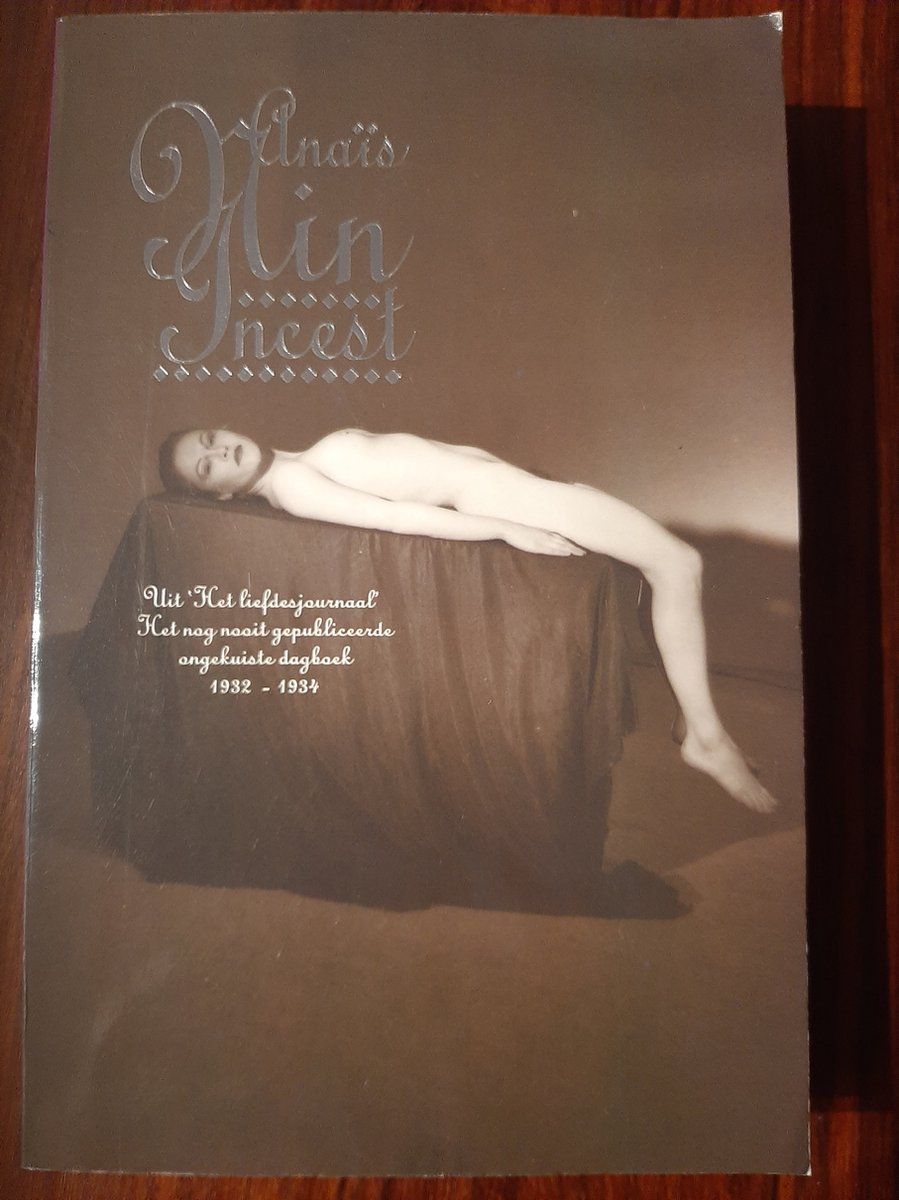 Anaïs
Nin
Incest
Uit ‘Het liefdesjournaal’
Het nog nooit gepubliceerde
ongekuiste dagboek
1932 - 1934